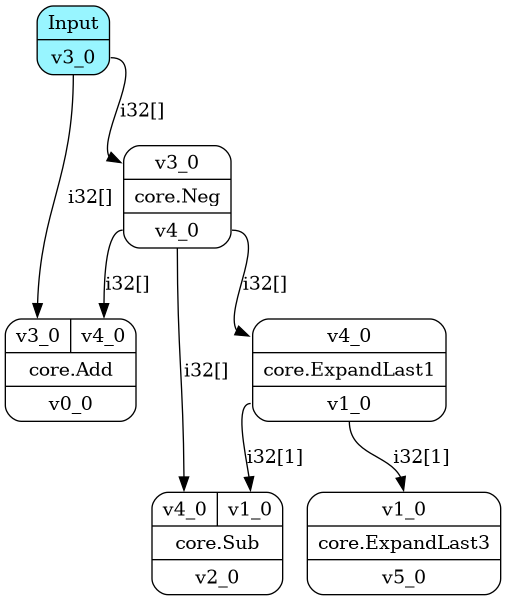 Input
v3_0
i32[]
v3_0
i32[]
core.Neg
v4_0
i32[]
i32[]
v3_0 v4_0
v4_0
core.Add
i32[]
core.ExpandLast1
v0_0
v1_0
i32[1]
i32[1]
v4_0 v1_0
v1_0
core.Sub
core.ExpandLast3
v2_0
v5_0